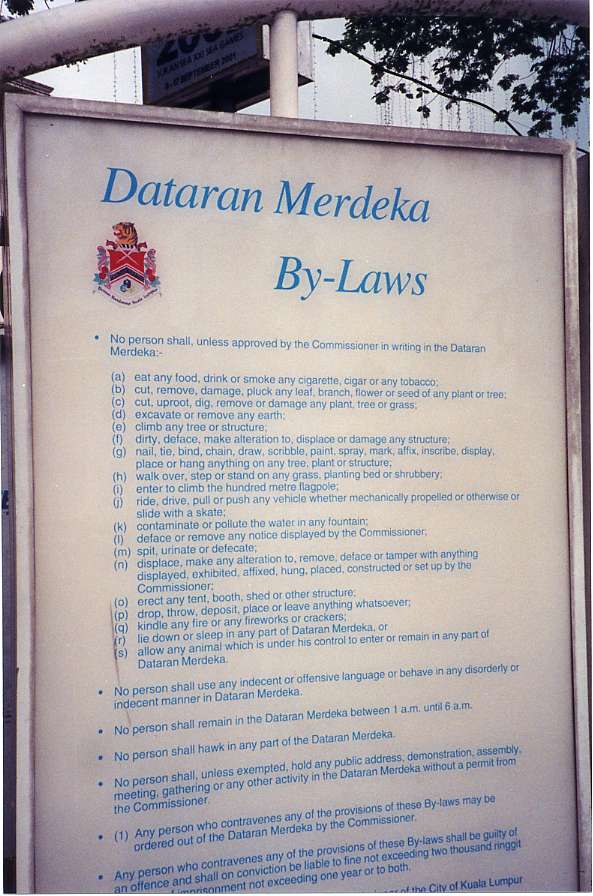 200
SUKAN SEA XXI SEA GAMES
8 - 17 SEPTEMBER 2001
Dataran Merdeka
By-Laws
• No person shall, unless approved by the Commissioner in writing in the Dataran
Merdeka:-
(a) eat any food, drink or smoke any cigarette, cigar or any tobacco;
(b) cut, remove, damage, pluck any leaf, branch, flower or seed of any plant or tree;
(c) cut, uproot, dig, remove or damage any plant, tree or grass;
(d) excavate or remove any earth;
(e) climb any tree or structure;
(f) dirty, deface, make alteration to, displace or damage any structure;
(g) nail, tie, bind, chain, draw, scribble, paint, spray, mark, affix, inscribe, display,
place or hang anything on any tree, plant or structure;
(h) walk over, step or stand on any grass, planting bed or shrubbery;
(i) enter to climb the hundred metre flagpole;
(j) ride, drive, pull or push any vehicle whether mechanically propelled or otherwise or
slide with a skate;
(k) contaminate or pollute the water in any fountain;
(l) deface or remove any notice displayed by the Commissioner;
(m) spit, urinate or defecate;
(n) displace, make any alteration to, remove, deface or tamper with anything
displayed, exhibited, affixed, hung, placed, constructed or set up by the
Commissioner;
(o) erect any tent, booth, shed or other structure;
(p) drop, throw, deposit, place or leave anything whatsoever;
(q) kindle any fire or any fireworks or crackers;
(r) lie down or sleep in any part of Dataran Merdeka, or
(s) allow any animal which is under his control to enter or remain in any part of
Dataran Merdeka.
• No person shall use any indecent or offensive language or behave in any disorderly or
indecent manner in Dataran Merdeka.
• No person shall remain in the Dataran Merdeka between 1 a.m. until 6 a.m.
• No person shall hawk in any part of the Dataran Merdeka.
• No person shall, unless exempted, hold any public address, demonstration, assembly,
meeting, gathering or any other activity in the Dataran Merdeka without a permit from
the Commissioner.
• (1) Any person who contravenes any of the provisions of these By-laws may be
ordered out of the Dataran Merdeka by the Commissioner.
• Any person who contravenes any of the provisions of these By-laws shall be guilty of
an offence and shall on conviction be liable to fine not exceeding two thousand ringgit
imprisonment not exceeding one year or to both.
of the City of Kuala Lumpur